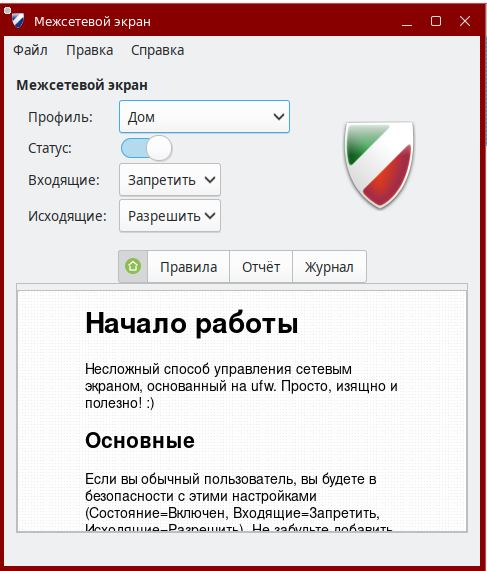 Межсетевой экран
Файл Правка Справка
Межсетевой экран
Профиль: Дом
Статус:
Входящие: Запретить
Исходящие: Разрешить
Правила Отчёт Журнал
Начало работы
Несложный способ управления сетевым
экраном, основанный на ufw. Просто, изящно и
полезно! :)
Основные
Если вы обычный пользователь, вы будете в
безопасности с этими настройками
(Состояние=Включен, Входящие=Запретить,
Исходящие=Разрешить). Не забудьте добавить